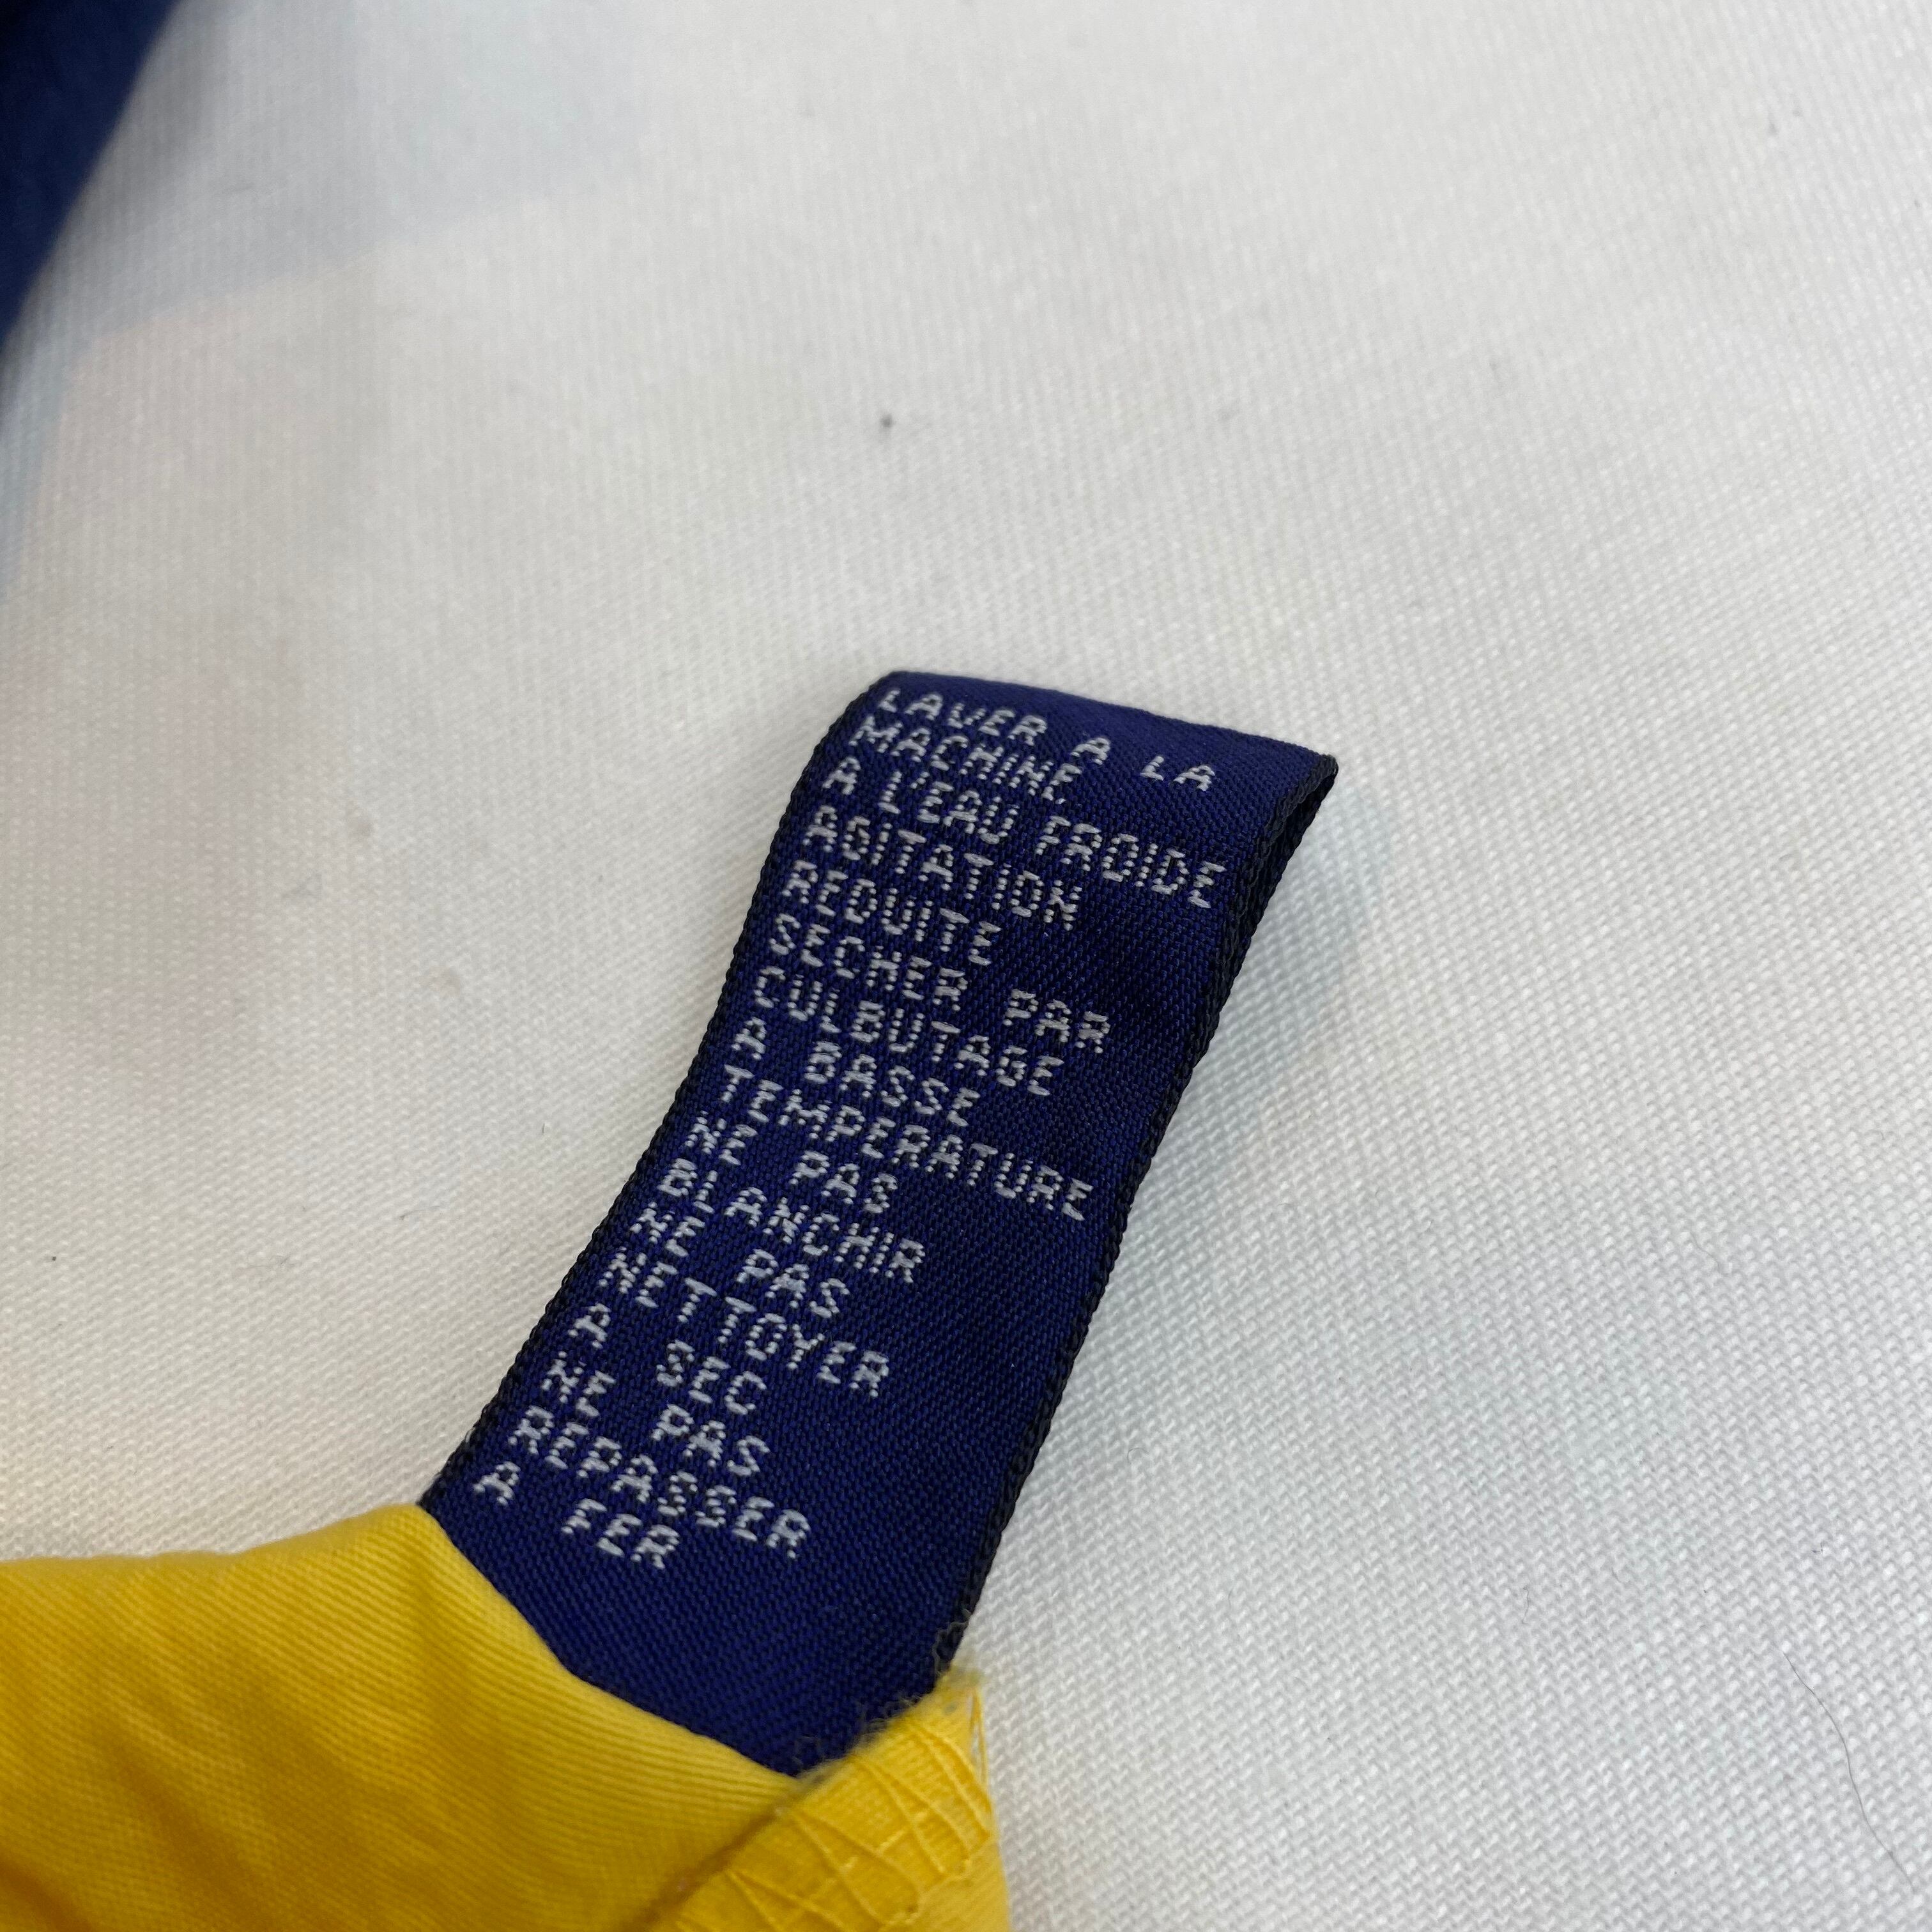 LAVER A LA
MACHINE
A L'EAU FROIDE
AGITATION
REDUITE
SECHER PAR
CULBUTAGE
A BASSE
TEMPERATURE
NE PAS
BLANCHIR
NE PAS
NETTOYER
A SEC
NE PAS
REPASSER
A FER